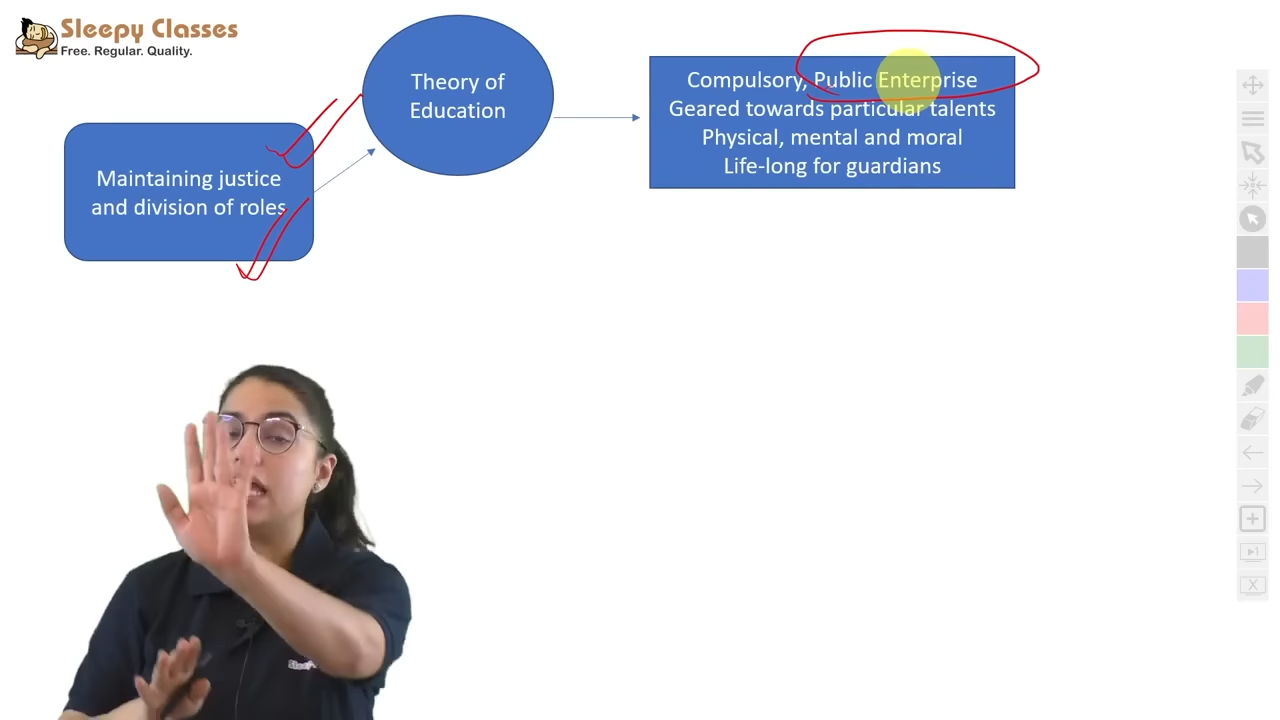 Sleepy Classes
Free. Regular. Quality.
Theory of
Education
Compulsory, Public Enterprise
Geared towards particular talents
Physical, mental and moral
Life-long for guardians
Maintaining justice
and division of roles